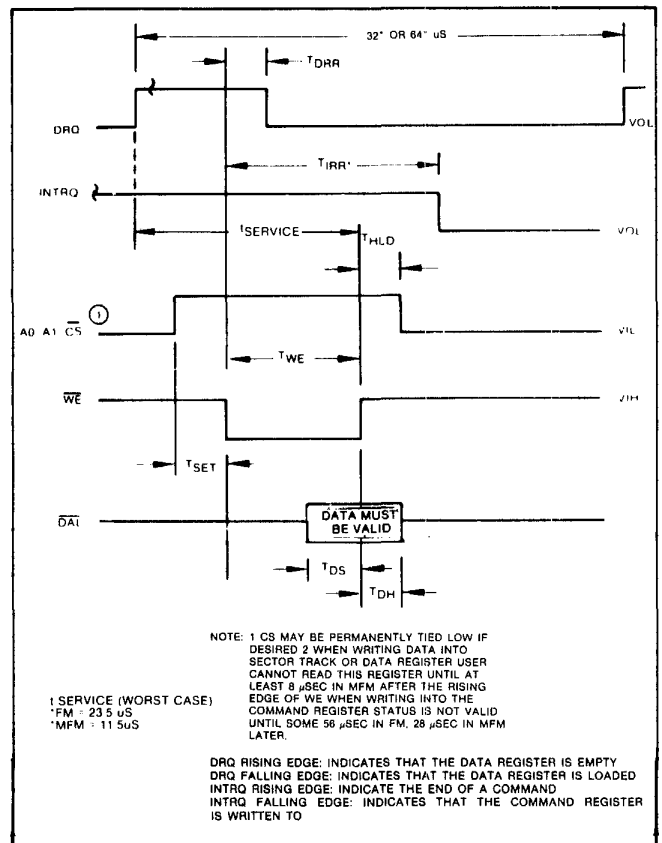 32* OR 64* uS
TDRR
DRQ
VOL
TIRR*
INTRQ
VOL
tSERVICE
THLD
1
A0 A1 CS
VIL
TWE
WE
VIH
TSET
DAL
DATA MUST
BE VALID
TDS
TDH
NOTE: 1 CS MAY BE PERMANENTLY TIED LOW IF
DESIRED 2 WHEN WRITING DATA INTO
SECTOR TRACK OR DATA REGISTER USER
CANNOT READ THIS REGISTER UNTIL AT
LEAST 8 µSEC IN MFM AFTER THE RISING
EDGE OF WE WHEN WRITING INTO THE
COMMAND REGISTER STATUS IS NOT VALID
UNTIL SOME 56 µSEC IN FM, 28 µSEC IN MFM
LATER.
t SERVICE (WORST CASE)
*FM = 23 5 uS
*MFM = 11 5uS
DRQ RISING EDGE: INDICATES THAT THE DATA REGISTER IS EMPTY
DRQ FALLING EDGE: INDICATES THAT THE DATA REGISTER IS LOADED
INTRQ RISING EDGE: INDICATE THE END OF A COMMAND
INTRQ FALLING EDGE: INDICATES THAT THE COMMAND REGISTER
IS WRITTEN TO